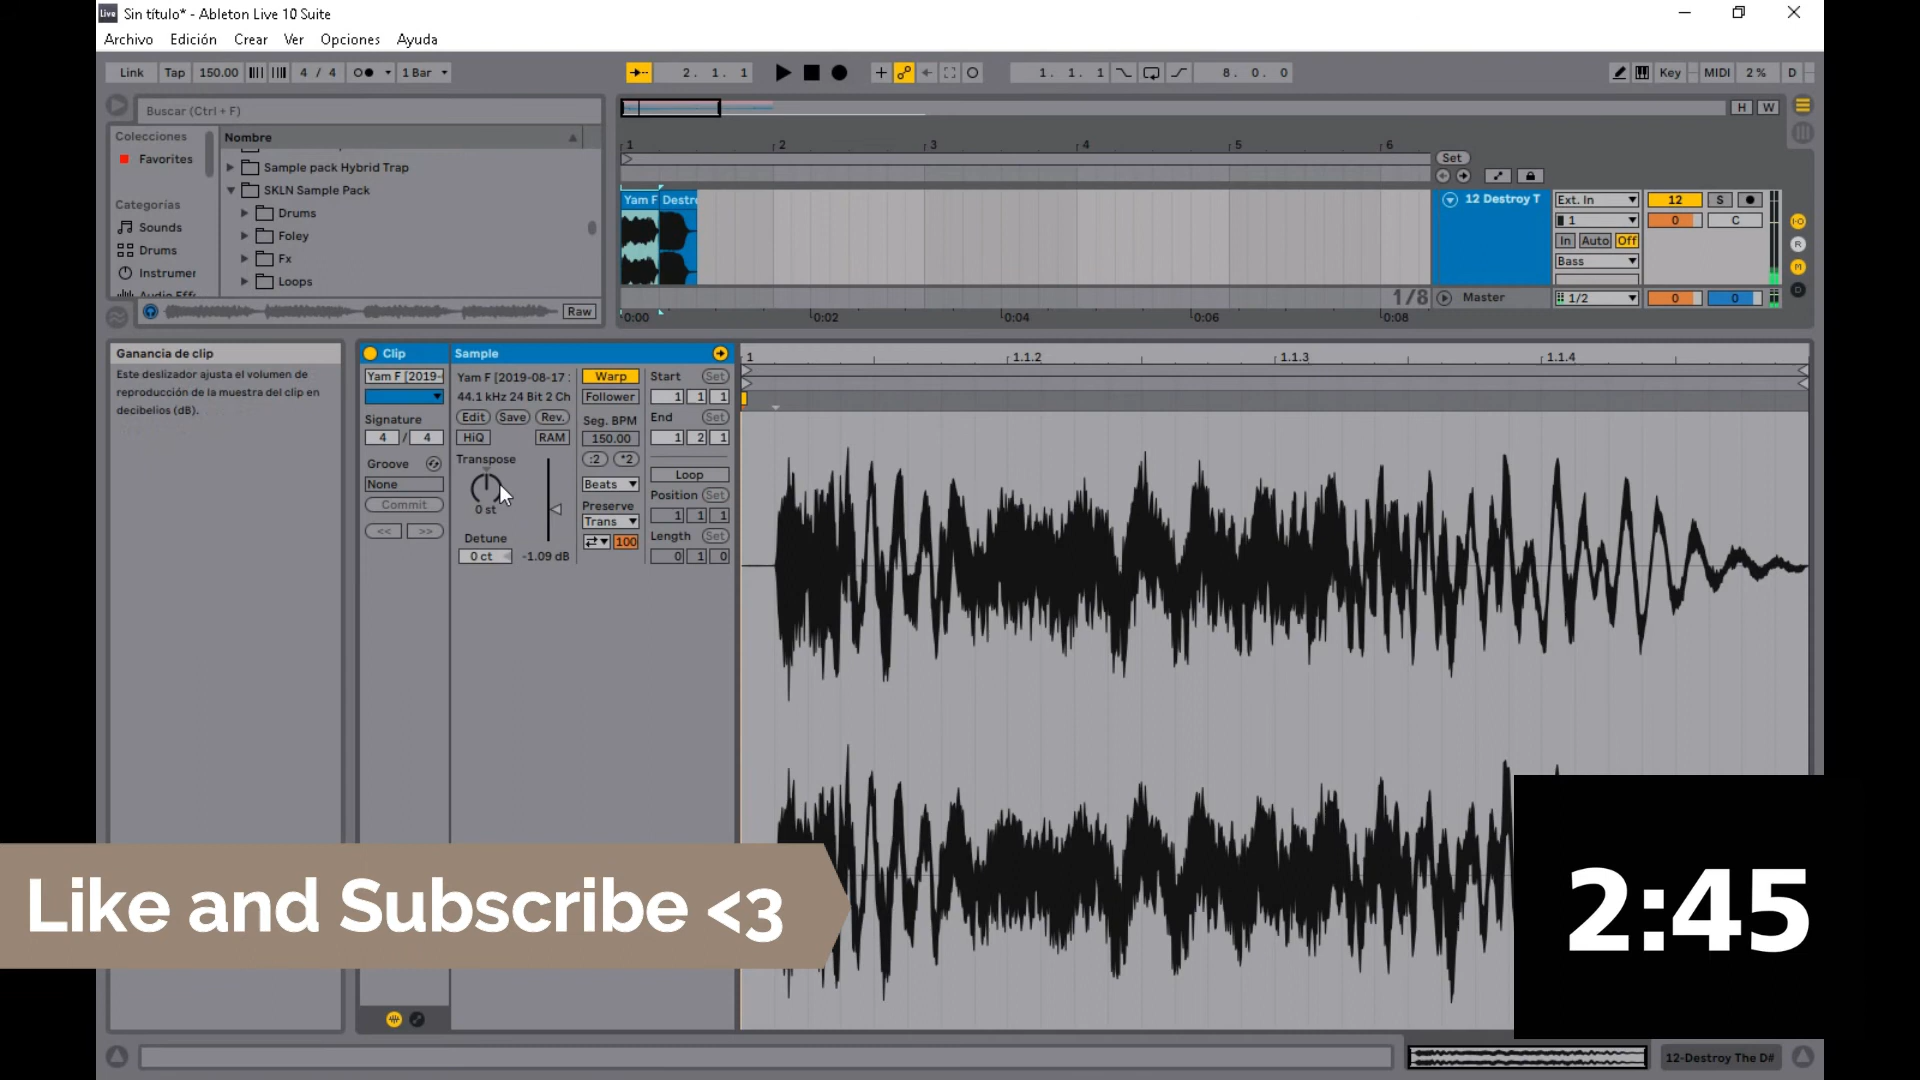 Live Sin título* - Ableton Live 10 Suite
Archivo Edición Crear Ver Opciones Ayuda
Link Tap 150.00 4 / 4 1 Bar 2. 1. 1 1. 1. 1 8. 0. 0 Key MIDI 2 % D
Buscar (Ctrl + F)
H W
Colecciones
Favorites
Categorías
Sounds
Drums
Instrumer
Nombre
Sample pack Hybrid Trap
SKLN Sample Pack
Drums
Foley
Fx
Loops
Raw
1 2 3 4 5 6
Set
Yam F Destro
12 Destroy T
Ext. In
1
In Auto Off
Bass
12 S
0 C
1/8
Master
1/2
0 0
I·O
R
M
D
0:00 0:02 0:04 0:06 0:08
Ganancia de clip
Este deslizador ajusta el volumen de
reproducción de la muestra del clip en
decibelios (dB).
Clip
Yam F [2019-
Signature
4 / 4
Groove
None
Commit
<< >>
Sample
Yam F [2019-08-17 :
44.1 kHz 24 Bit 2 Ch
Edit Save Rev.
HiQ RAM
Transpose
0 st
Detune
0 ct -1.09 dB
Warp
Follower
Seg. BPM
150.00
:2 *2
Beats
Preserve
Trans
100
Start Set
1 1 1
End Set
1 2 1
Loop
Position Set
1 1 1
Length Set
0 1 0
1 1.1.2 1.1.3 1.1.4
Like and Subscribe <3
2:45
12-Destroy The D#